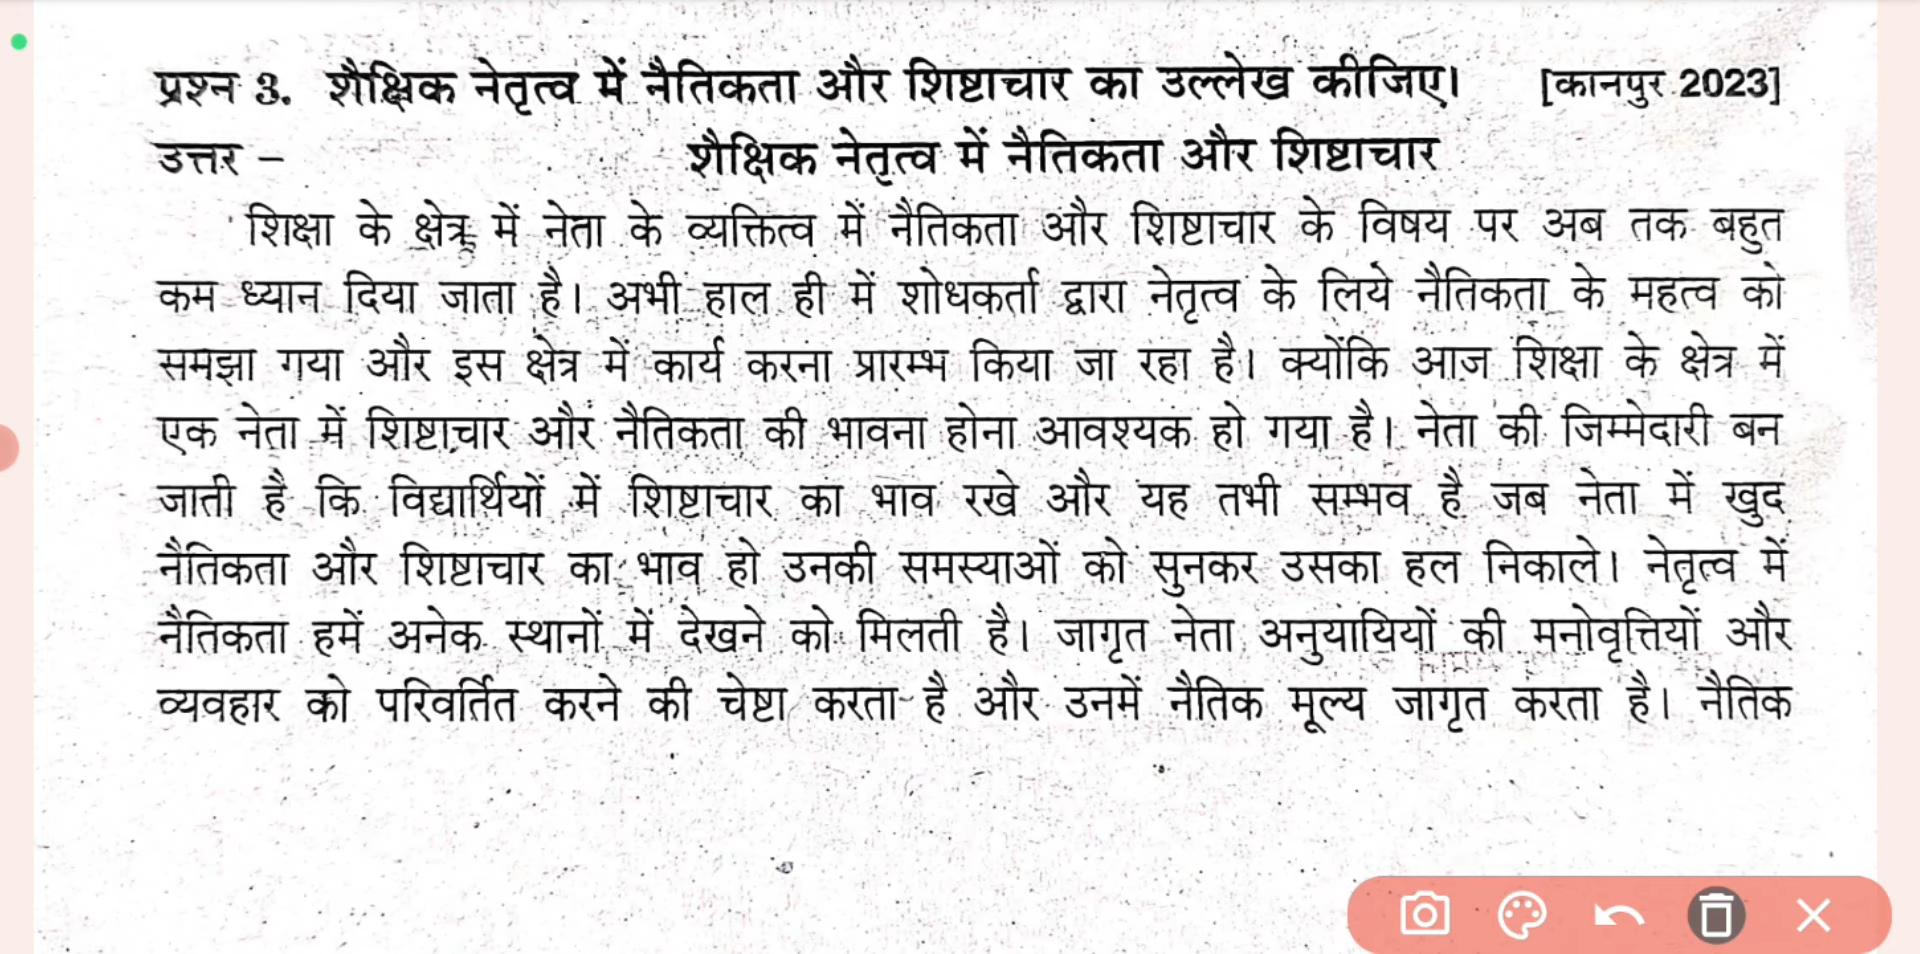 प्रश्न 3. शैक्षिक नेतृत्व में नैतिकता और शिष्टाचार का उल्लेख कीजिए। [कानपुर 2023]
उत्तर – शैक्षिक नेतृत्व में नैतिकता और शिष्टाचार
शिक्षा के क्षेत्र में नेता के व्यक्तित्व में नैतिकता और शिष्टाचार के विषय पर अब तक बहुत
कम ध्यान दिया जाता है। अभी हाल ही में शोधकर्ता द्वारा नेतृत्व के लिये नैतिकता के महत्व को
समझा गया और इस क्षेत्र में कार्य करना प्रारम्भ किया जा रहा है। क्योंकि आज शिक्षा के क्षेत्र में
एक नेता में शिष्टाचार और नैतिकता की भावना होना आवश्यक हो गया है। नेता की जिम्मेदारी बन
जाती है कि विद्यार्थियों में शिष्टाचार का भाव रखे और यह तभी सम्भव है जब नेता में खुद
नैतिकता और शिष्टाचार का भाव हो उनकी समस्याओं को सुनकर उसका हल निकाले। नेतृत्व में
नैतिकता हमें अनेक स्थानों में देखने को मिलती है। जागृत नेता अनुयायियों की मनोवृत्तियों और
व्यवहार को परिवर्तित करने की चेष्टा करता है और उनमें नैतिक मूल्य जागृत करता है। नैतिक